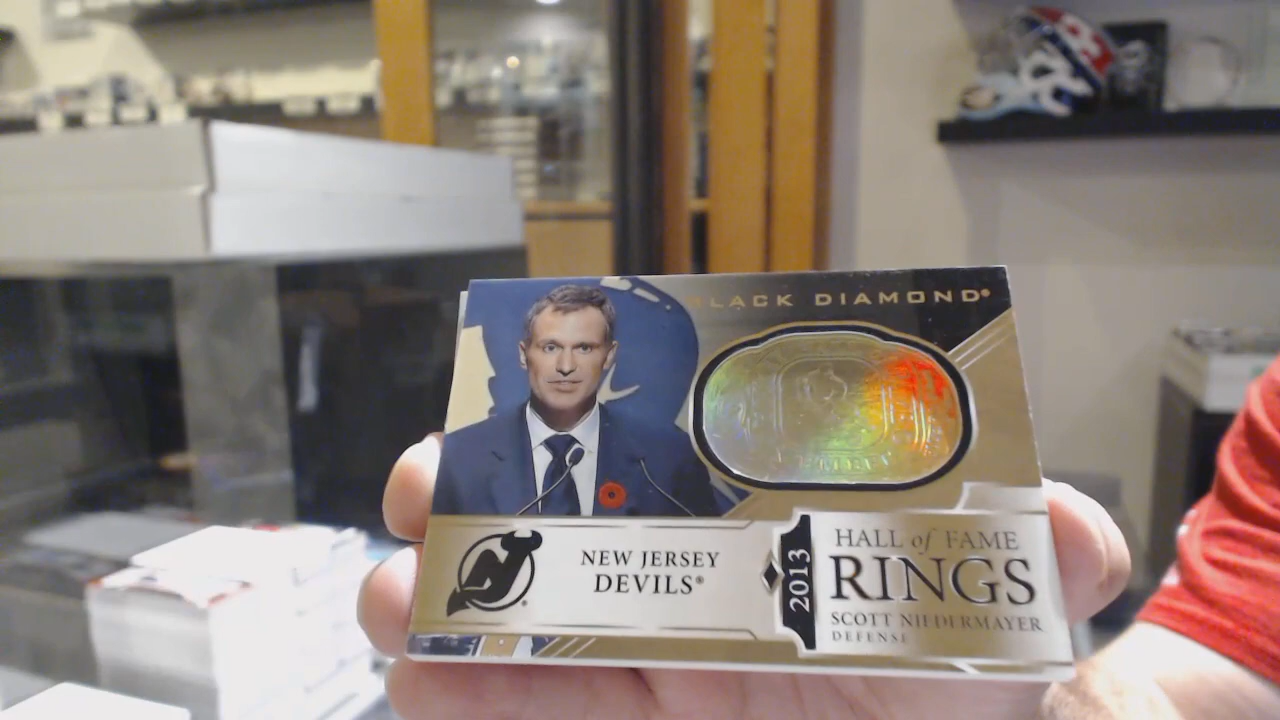 BLACK DIAMOND®
NEW JERSEY
DEVILS®
2013
HALL of FAME
RINGS
SCOTT NIEDERMAYER
DEFENSE